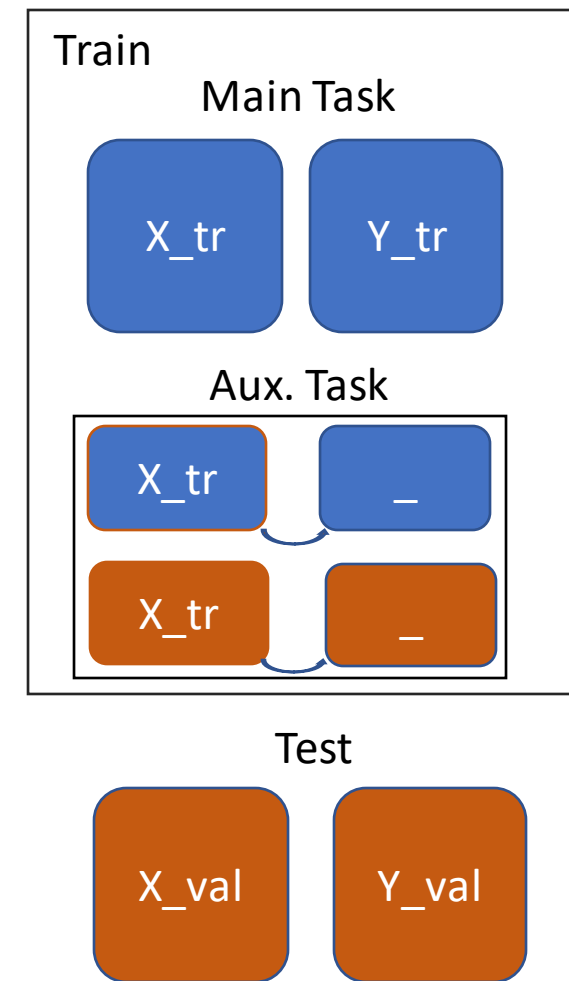 Train
Main Task
X_tr Y_tr
Aux. Task
X_tr _
X_tr _
Test
X_val Y_val